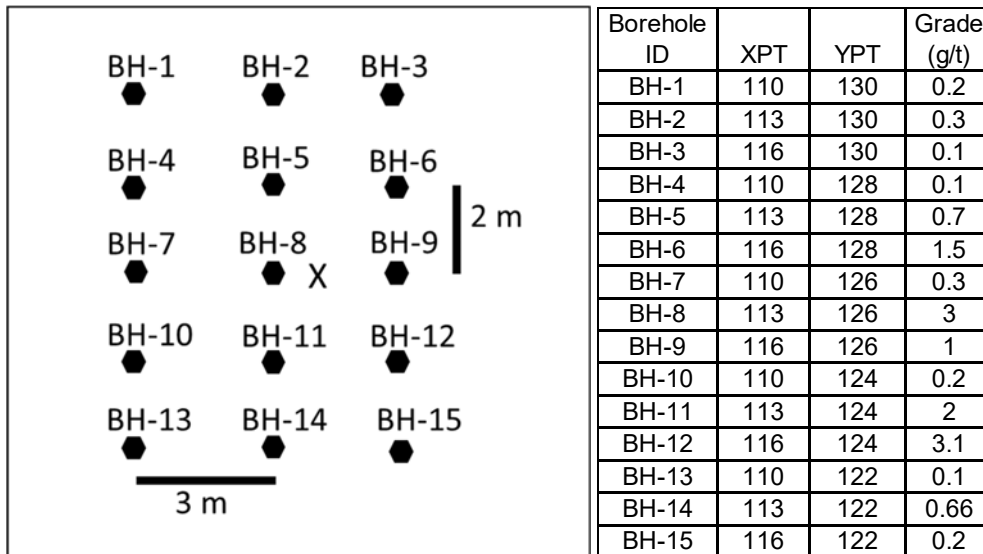 BH-1 BH-2 BH-3
BH-4 BH-5 BH-6
2 m
BH-7 BH-8 BH-9
X
BH-10 BH-11 BH-12
BH-13 BH-14 BH-15
3 m
Borehole ID XPT YPT Grade (g/t)
BH-1 110 130 0.2
BH-2 113 130 0.3
BH-3 116 130 0.1
BH-4 110 128 0.1
BH-5 113 128 0.7
BH-6 116 128 1.5
BH-7 110 126 0.3
BH-8 113 126 3
BH-9 116 126 1
BH-10 110 124 0.2
BH-11 113 124 2
BH-12 116 124 3.1
BH-13 110 122 0.1
BH-14 113 122 0.66
BH-15 116 122 0.2